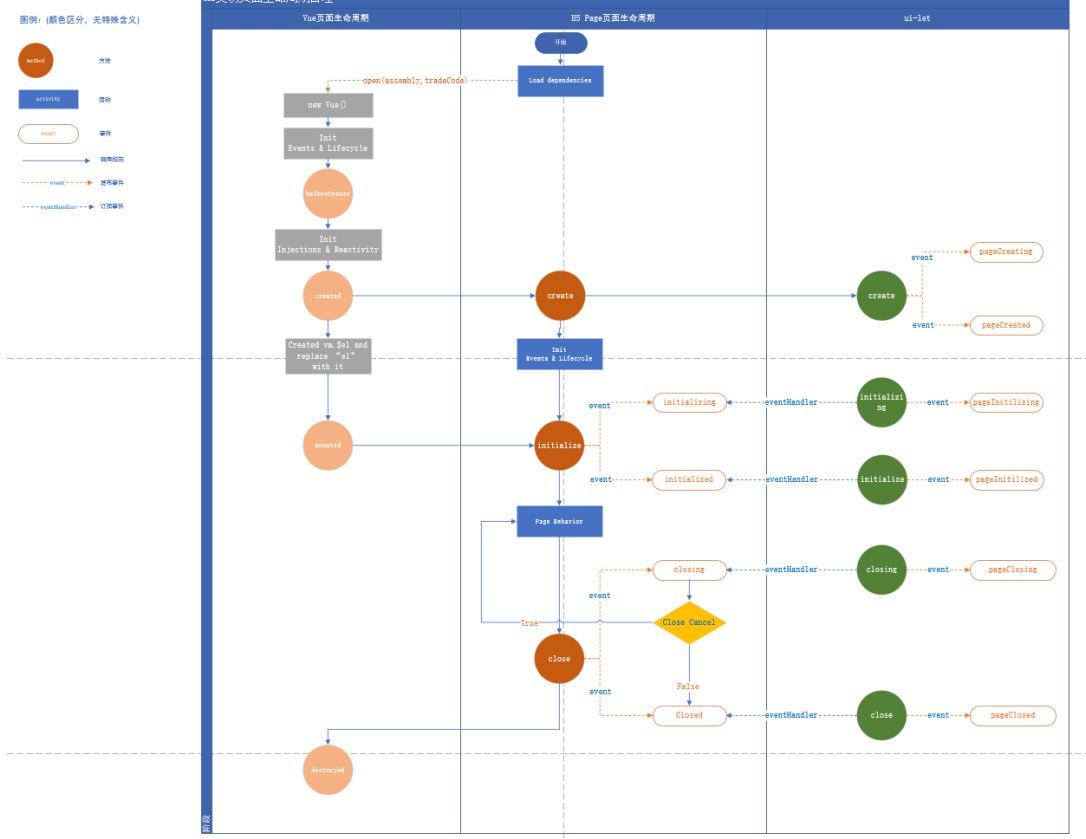 图例: (颜色区分, 无特殊含义)
method
方法
activity
活动
event
事件
调用指向
event
发布事件
eventHandler
订阅事件
Vue页面生命周期
H5 Page页面生命周期
ui-let
开始
open(assembly,tradeCode)
Load dependencies
new Vue()
Init
Events & Lifecycle
beforeCreate
Init
Injections & Reactivity
event
pageCreating
created
create
create
event
pageCreated
Created vm.$el and
replace “el”
with it
Init
Events & Lifecycle
event
initializing
eventHandler
initializi
ng
event
pageInitilizing
mounted
initialize
event
initialized
eventHandler
initialize
event
pageInitilized
Page Behavior
closing
eventHandler
closing
event
pageClosing
event
True
Close Cancel
close
False
event
Closed
eventHandler
close
event
pageClosed
destoryed
阶段